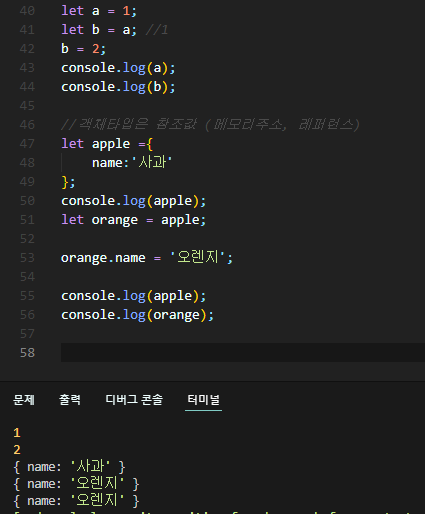 40 let a = 1;
41 let b = a; //1
42 b = 2;
43 console.log(a);
44 console.log(b);
45
46 //객체타입은 참조값 (메모리주소, 레퍼런스)
47 let apple ={
48 name:'사과'
49 };
50 console.log(apple);
51 let orange = apple;
52
53 orange.name = '오렌지';
54
55 console.log(apple);
56 console.log(orange);
57
58
문제 출력 디버그 콘솔 터미널
1
2
{ name: '사과' }
{ name: '오렌지' }
{ name: '오렌지' }